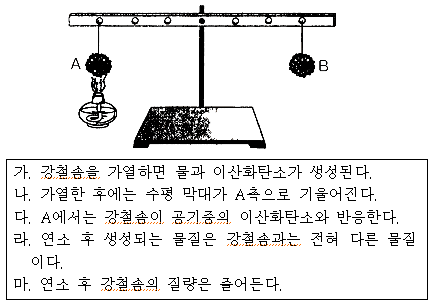 A
B
가. 강철솜을 가열하면 물과 이산화탄소가 생성된다.
나. 가열한 후에는 수평 막대가 A측으로 기울어진다.
다. A에서는 강철솜이 공기중의 이산화탄소와 반응한다.
라. 연소 후 생성되는 물질은 강철솜과는 전혀 다른 물질
이다.
마. 연소 후 강철솜의 질량은 줄어든다.